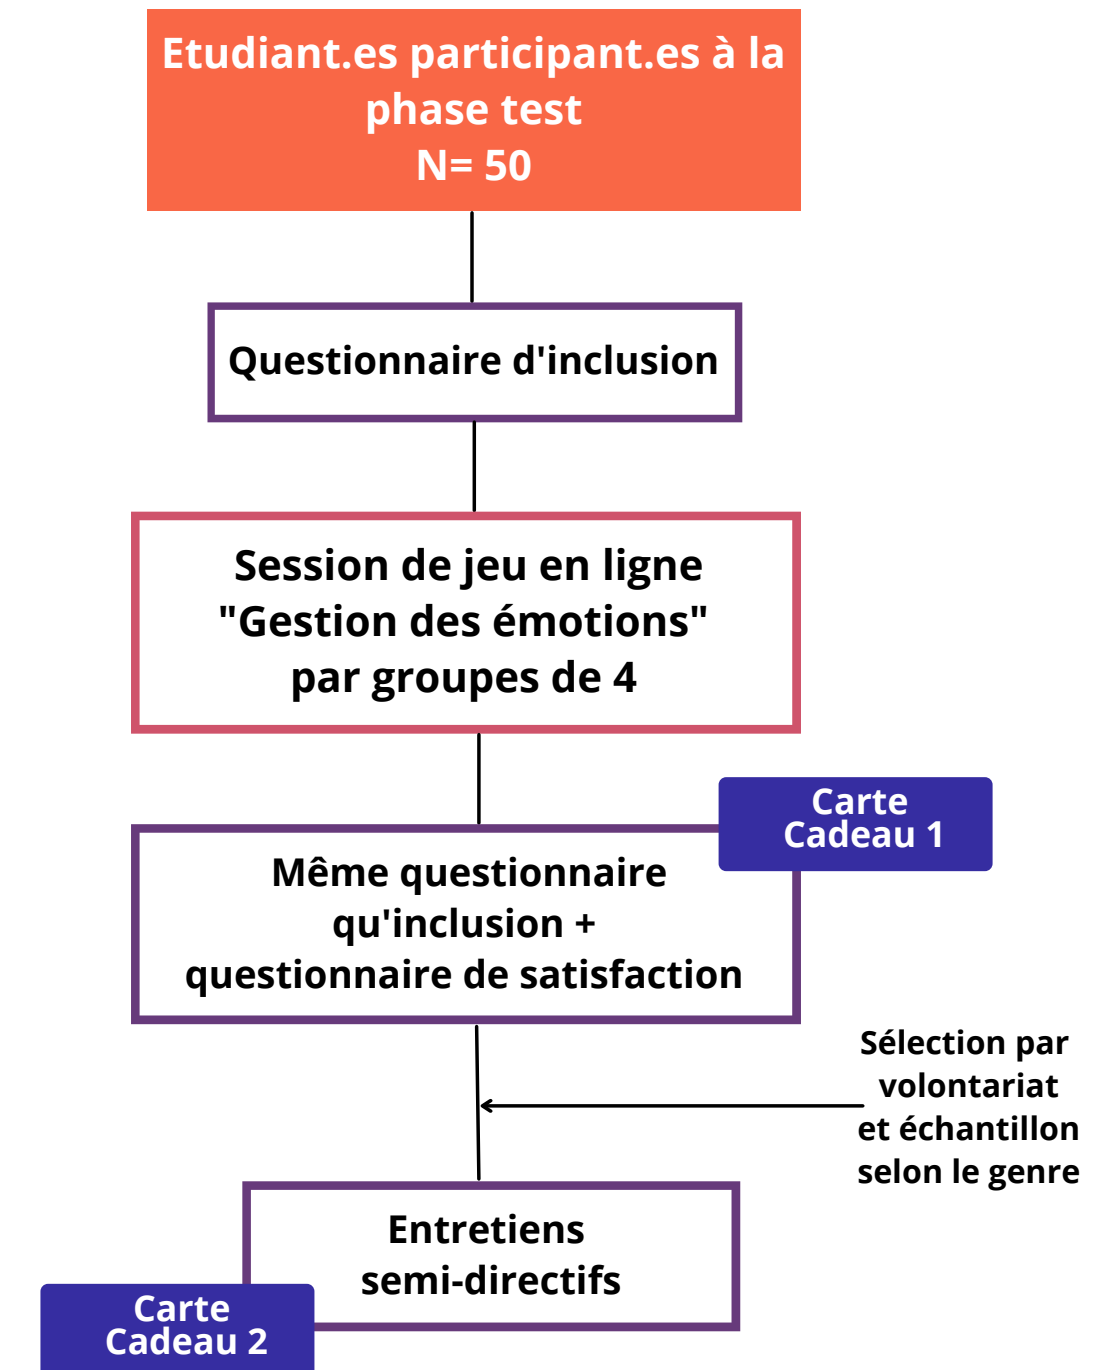 Etudiant.es participant.es à la
phase test
N= 50
Questionnaire d'inclusion
Session de jeu en ligne
"Gestion des émotions"
par groupes de 4
Carte
Cadeau 1
Même questionnaire
qu'inclusion +
questionnaire de satisfaction
Sélection par
volontariat
et échantillon
selon le genre
Entretiens
semi-directifs
Carte
Cadeau 2